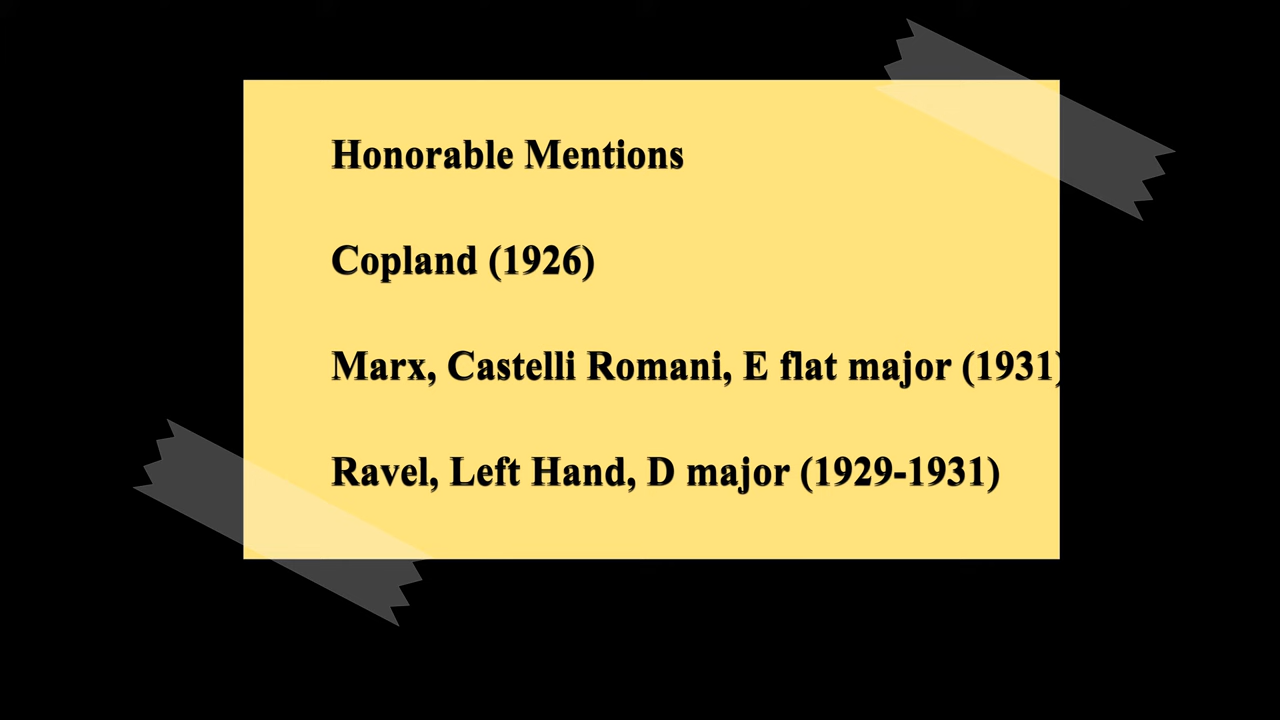 Honorable Mentions
Copland (1926)
Marx, Castelli Romani, E flat major (1931)
Ravel, Left Hand, D major (1929-1931)